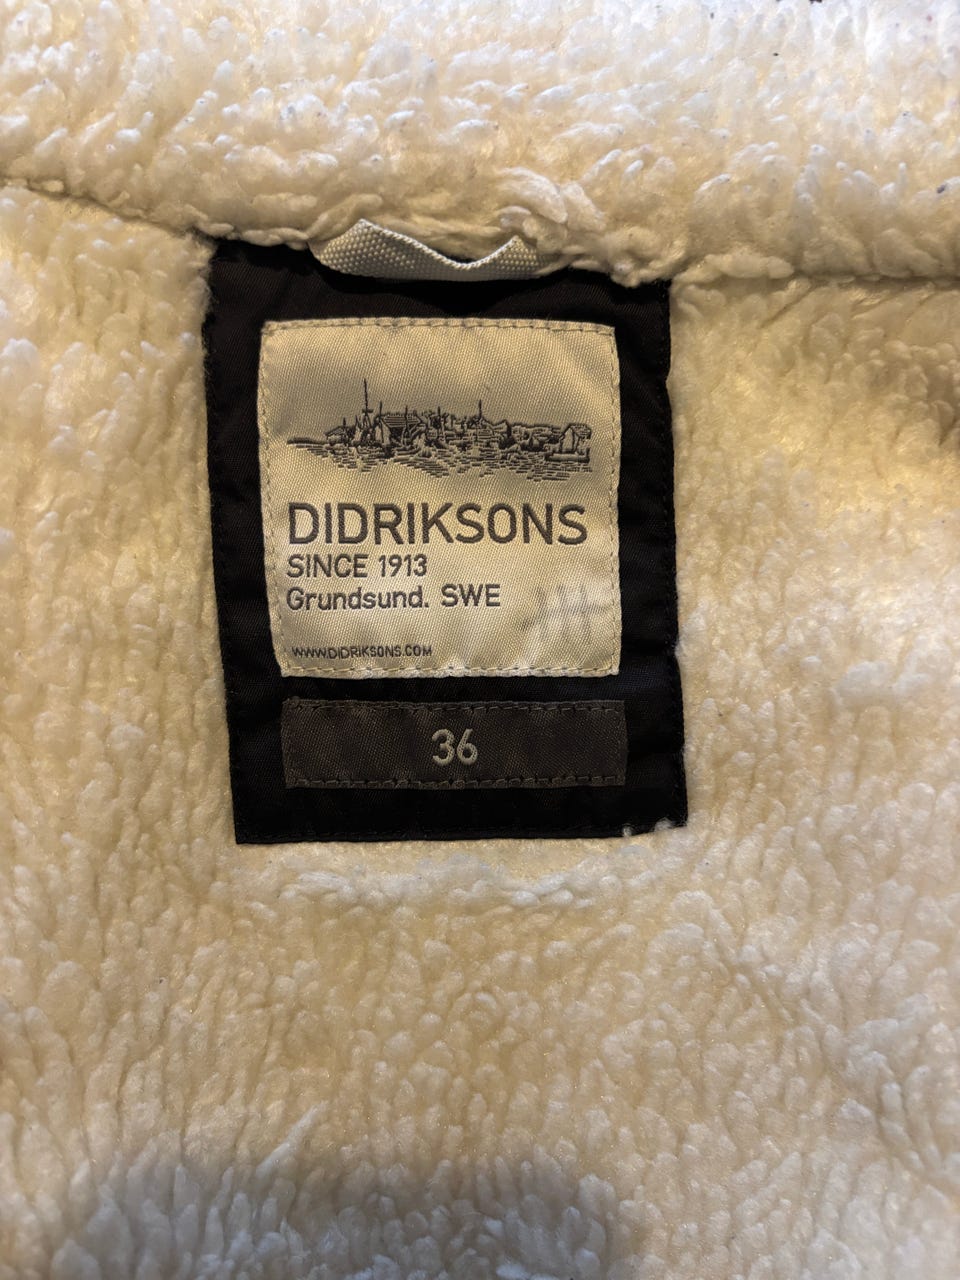 DIDRIKSONS
SINCE 1913
Grundsund. SWE
WWW.DIDRIKSONS.COM
36